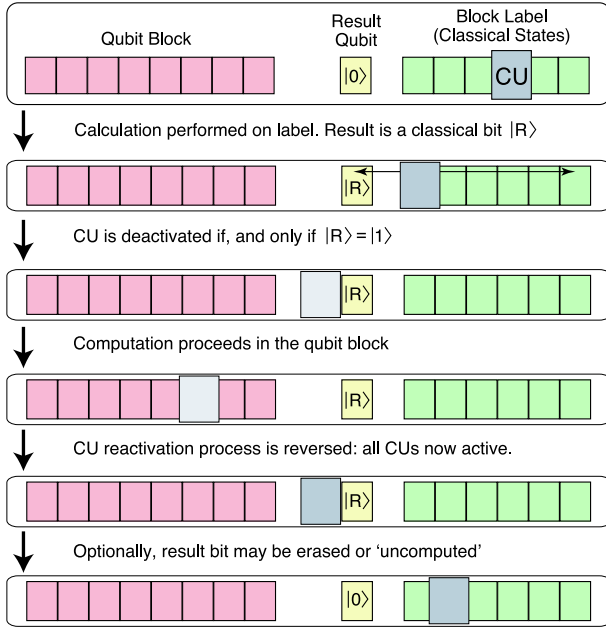 Qubit Block
Result
Qubit
Block Label
(Classical States)
|0⟩
CU
Calculation performed on label. Result is a classical bit |R⟩
|R⟩
CU is deactivated if, and only if |R⟩=|1⟩
|R⟩
Computation proceeds in the qubit block
|R⟩
CU reactivation process is reversed: all CUs now active.
|R⟩
Optionally, result bit may be erased or ‘uncomputed’
|0⟩